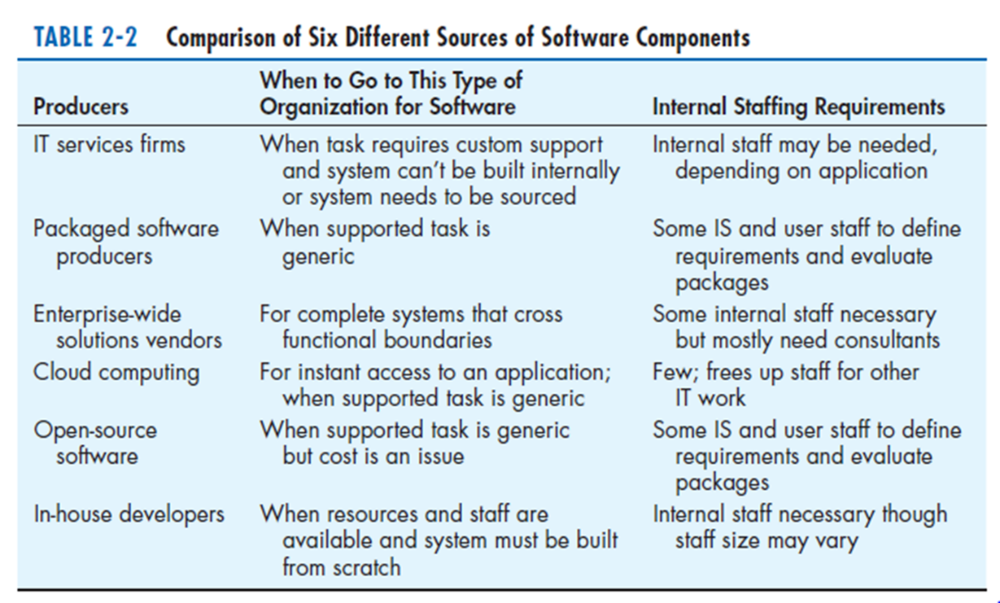 TABLE 2-2 Comparison of Six Different Sources of Software Components
Producers
When to Go to This Type of
Organization for Software
Internal Staffing Requirements
IT services firms
When task requires custom support
and system can't be built internally
or system needs to be sourced
Internal staff may be needed,
depending on application
Packaged software
producers
When supported task is
generic
Some IS and user staff to define
requirements and evaluate
packages
Enterprise-wide
solutions vendors
For complete systems that cross
functional boundaries
Some internal staff necessary
but mostly need consultants
Cloud computing
For instant access to an application;
when supported task is generic
Few; frees up staff for other
IT work
Open-source
software
When supported task is generic
but cost is an issue
Some IS and user staff to define
requirements and evaluate
packages
In-house developers
When resources and staff are
available and system must be built
from scratch
Internal staff necessary though
staff size may vary